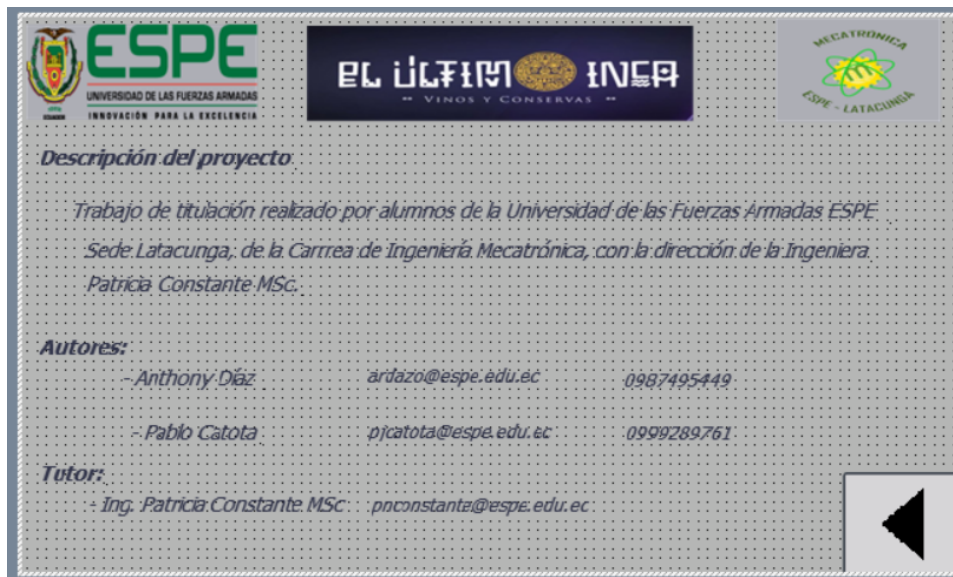 ESPE
UNIVERSIDAD DE LAS FUERZAS ARMADAS
INNOVACIÓN PARA LA EXCELENCIA
EL ÚLTIMO INCA
VINOS Y CONSERVAS
MECATRÓNICA
ESPE - LATACUNGA
Descripción del proyecto
Trabajo de titulación realizado por alumnos de la Universidad de las Fuerzas Armadas ESPE
Sede Latacunga, de la Carrrea de Ingeniería Mecatrónica, con la dirección de la Ingeniera
Patricia Constante MSc.
Autores:
- Anthony Díaz ardazo@espe.edu.ec 0987495449
- Pablo Catota pjcatota@espe.edu.ec 0999289761
Tutor:
- Ing. Patricia Constante MSc pnconstante@espe.edu.ec